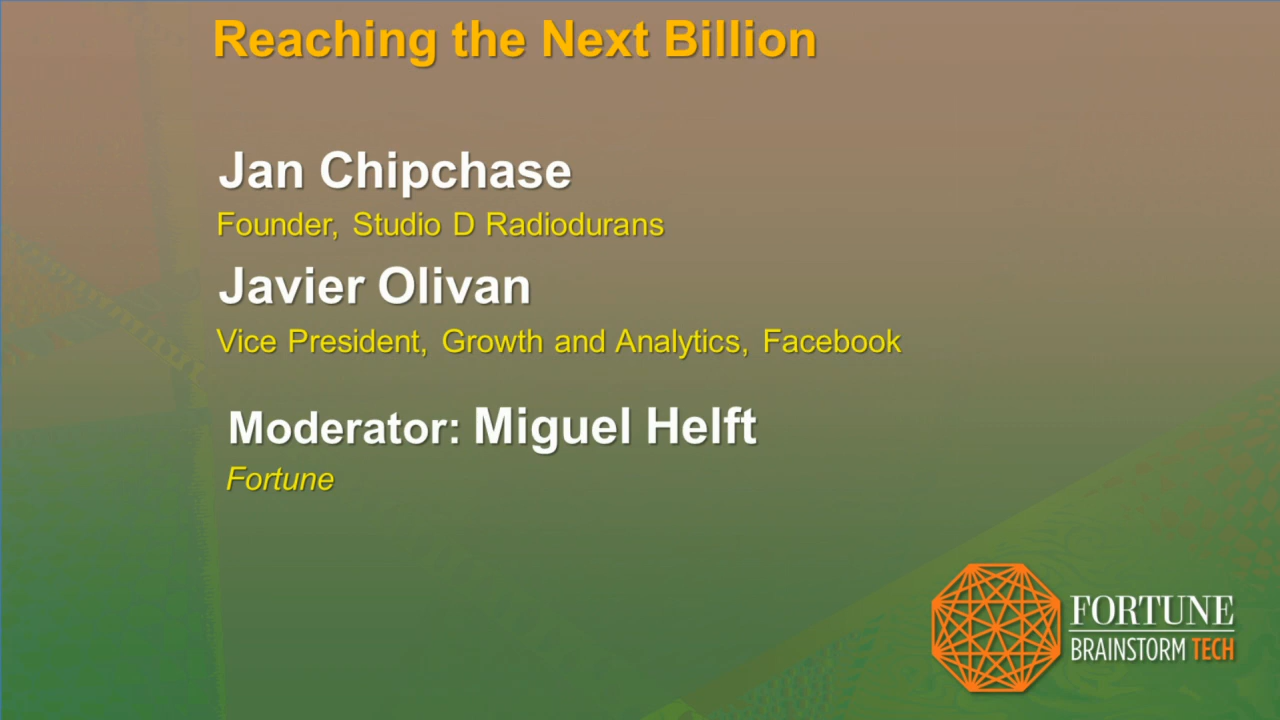 Reaching the Next Billion
Jan Chipchase
Founder, Studio D Radiodurans
Javier Olivan
Vice President, Growth and Analytics, Facebook
Moderator: Miguel Helft
Fortune
FORTUNE
BRAINSTORM TECH